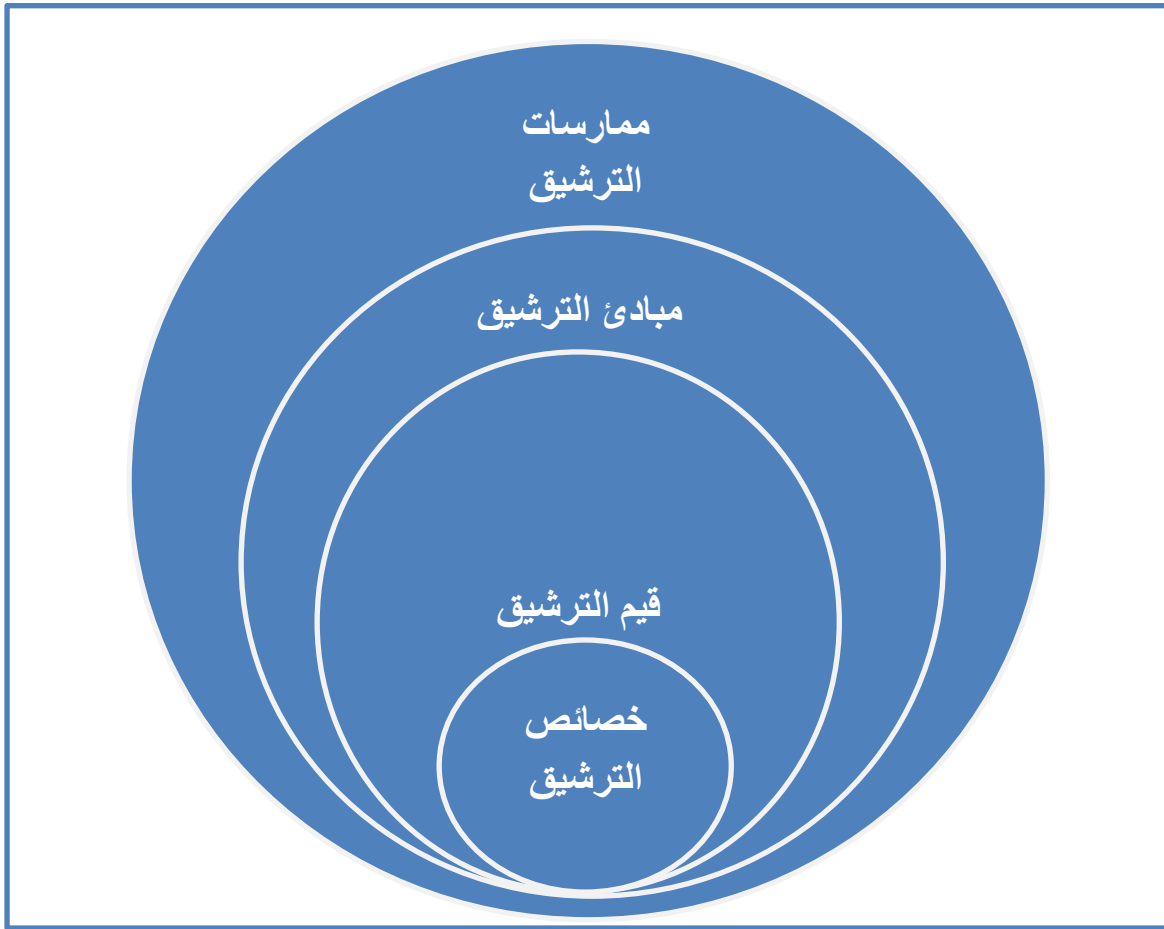 ممارسات
الترشيق
مبادئ الترشيق
قيم الترشيق
خصائص
الترشيق